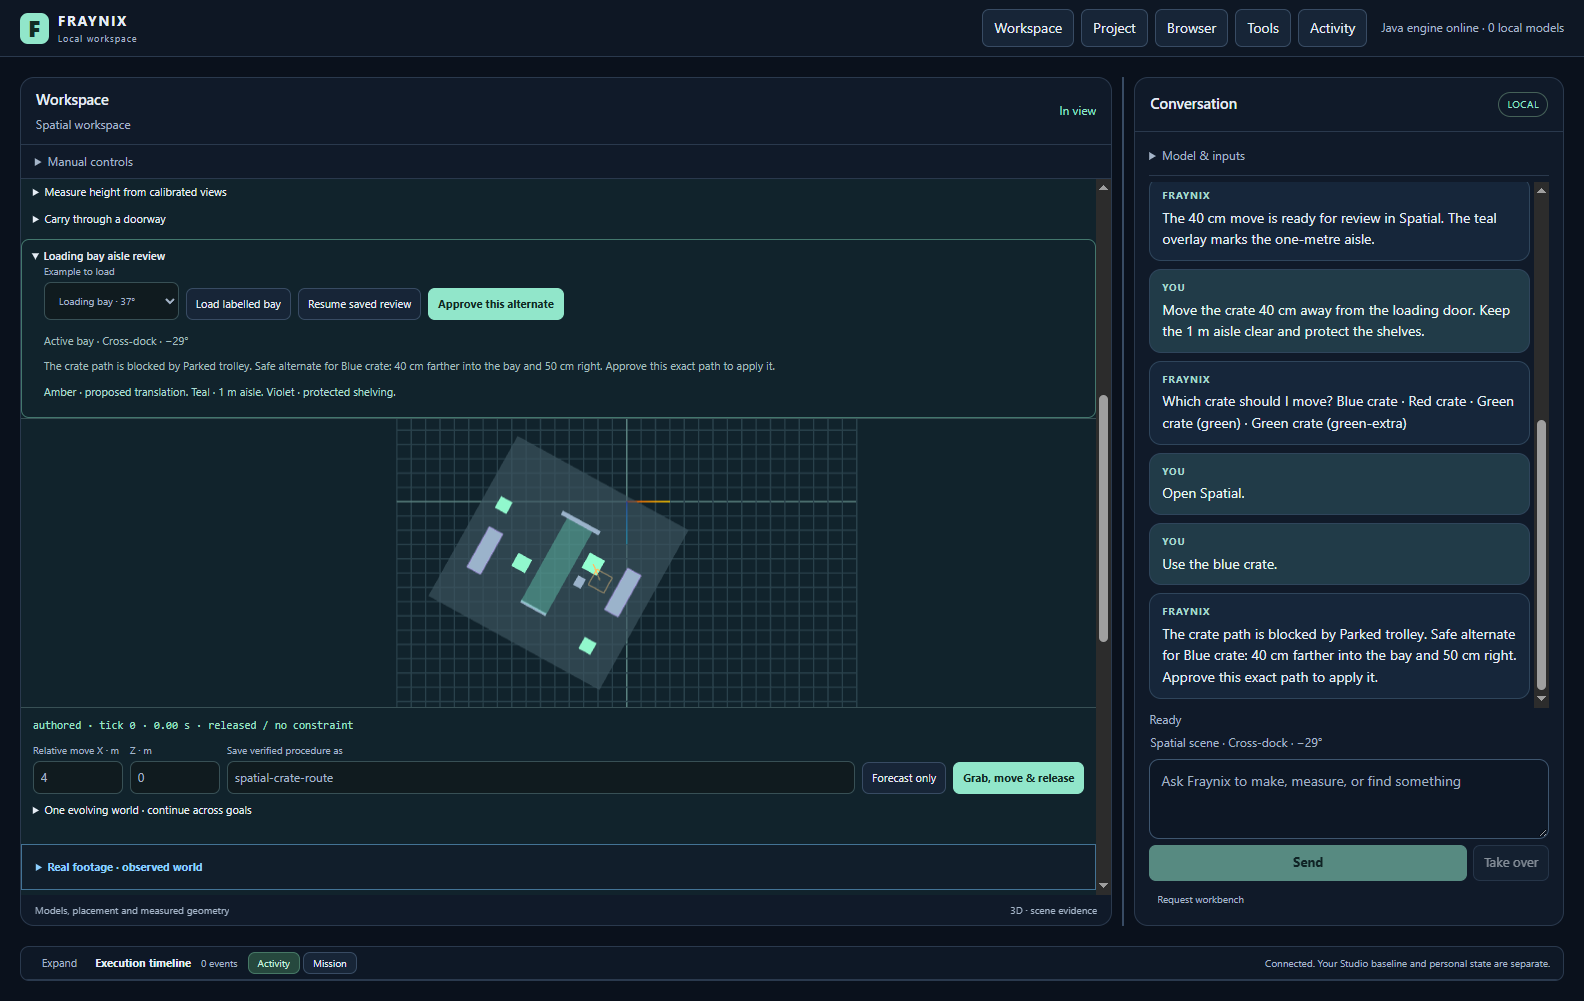 F
FRAYNIX
Local workspace
Workspace
Project
Browser
Tools
Activity
Java engine online · 0 local models
Workspace
Spatial workspace
In view
▶ Manual controls
▶ Measure height from calibrated views
▶ Carry through a doorway
▼ Loading bay aisle review
Example to load
Loading bay · 37°
Load labelled bay
Resume saved review
Approve this alternate
Active bay · Cross-dock · −29°
The crate path is blocked by Parked trolley. Safe alternate for Blue crate: 40 cm farther into the bay and 50 cm right. Approve this exact path to apply it.
Amber · proposed translation. Teal · 1 m aisle. Violet · protected shelving.
authored · tick 0 · 0.00 s · released / no constraint
Relative move X · m
Z · m
Save verified procedure as
4
0
spatial-crate-route
Forecast only
Grab, move & release
▶ One evolving world · continue across goals
▶ Real footage · observed world
Models, placement and measured geometry
3D · scene evidence
Conversation
LOCAL
▶ Model & inputs
FRAYNIX
The 40 cm move is ready for review in Spatial. The teal
overlay marks the one-metre aisle.
YOU
Move the crate 40 cm away from the loading door. Keep
the 1 m aisle clear and protect the shelves.
FRAYNIX
Which crate should I move? Blue crate · Red crate · Green
crate (green) · Green crate (green-extra)
YOU
Open Spatial.
YOU
Use the blue crate.
FRAYNIX
The crate path is blocked by Parked trolley. Safe alternate
for Blue crate: 40 cm farther into the bay and 50 cm right.
Approve this exact path to apply it.
Ready
Spatial scene · Cross-dock · −29°
Ask Fraynix to make, measure, or find something
Send
Take over
Request workbench
Expand
Execution timeline
0 events
Activity
Mission
Connected. Your Studio baseline and personal state are separate.